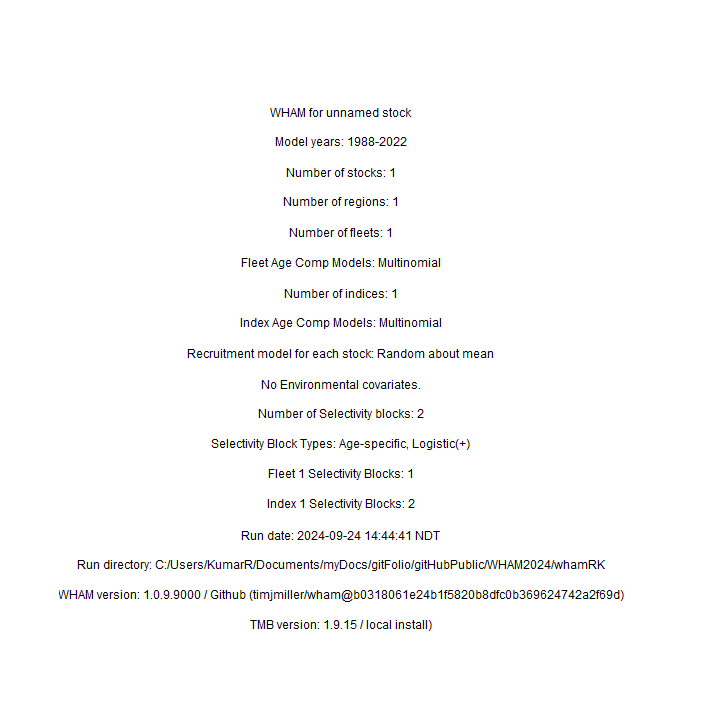 WHAM for unnamed stock
Model years: 1988-2022
Number of stocks: 1
Number of regions: 1
Number of fleets: 1
Fleet Age Comp Models: Multinomial
Number of indices: 1
Index Age Comp Models: Multinomial
Recruitment model for each stock: Random about mean
No Environmental covariates.
Number of Selectivity blocks: 2
Selectivity Block Types: Age-specific, Logistic(+)
Fleet 1 Selectivity Blocks: 1
Index 1 Selectivity Blocks: 2
Run date: 2024-09-24 14:44:41 NDT
Run directory: C:/Users/KumarR/Documents/myDocs/gitFolio/gitHubPublic/WHAM2024/whamRK
WHAM version: 1.0.9.9000 / Github (timjmiller/wham@b0318061e24b1f5820b8dfc0b369624742a2f69d)
TMB version: 1.9.15 / local install)